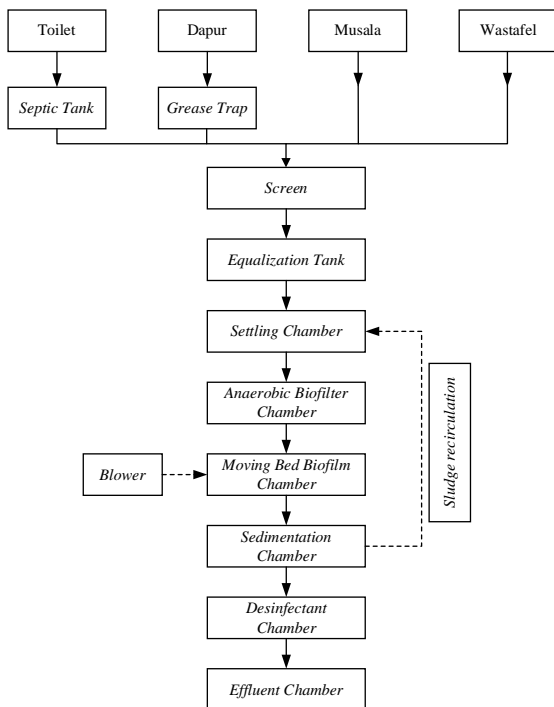 Toilet
Dapur
Musala
Wastafel
Septic Tank
Grease Trap
Screen
Equalization Tank
Settling Chamber
Anaerobic Biofilter
Chamber
Sludge recirculation
Blower
Moving Bed Biofilm
Chamber
Sedimentation
Chamber
Desinfectant
Chamber
Effluent Chamber